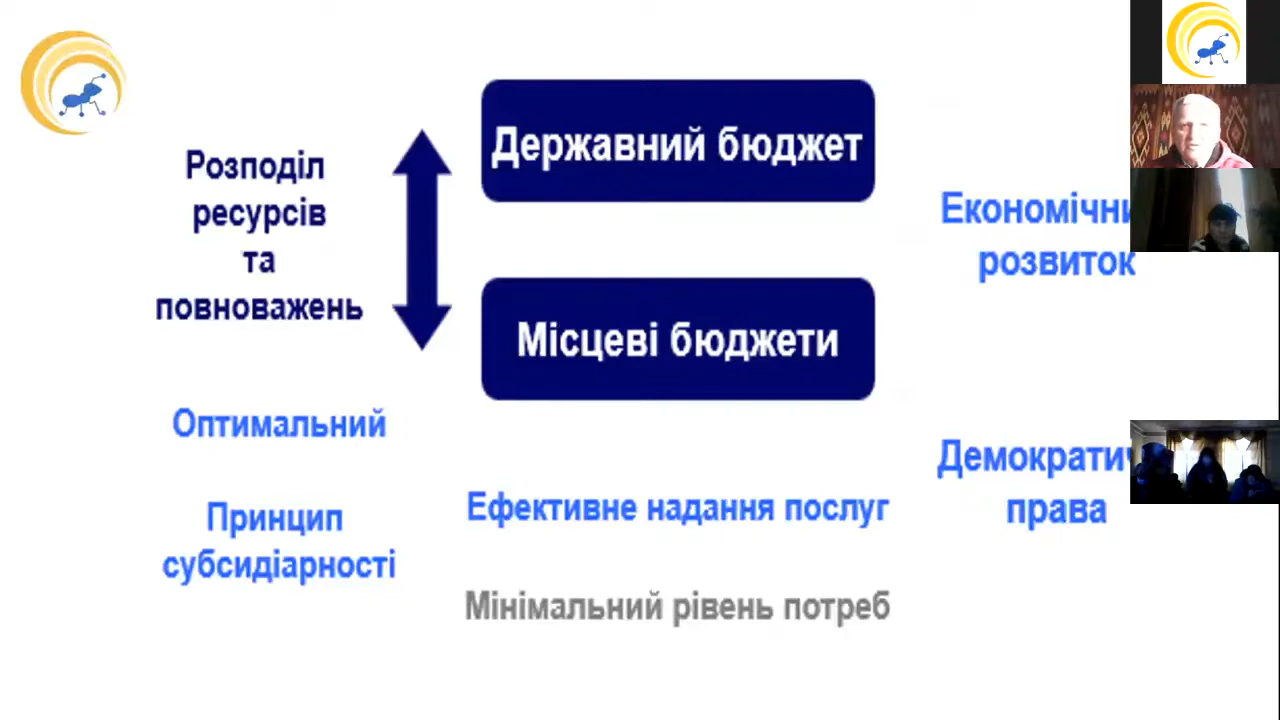 Державний бюджет
Розподіл
ресурсів
та
повноважень
Місцеві бюджети
розвиток
Оптимальний
Принцип
субсидіарності
Ефективне надання послуг
Мінімальний рівень потреб
права